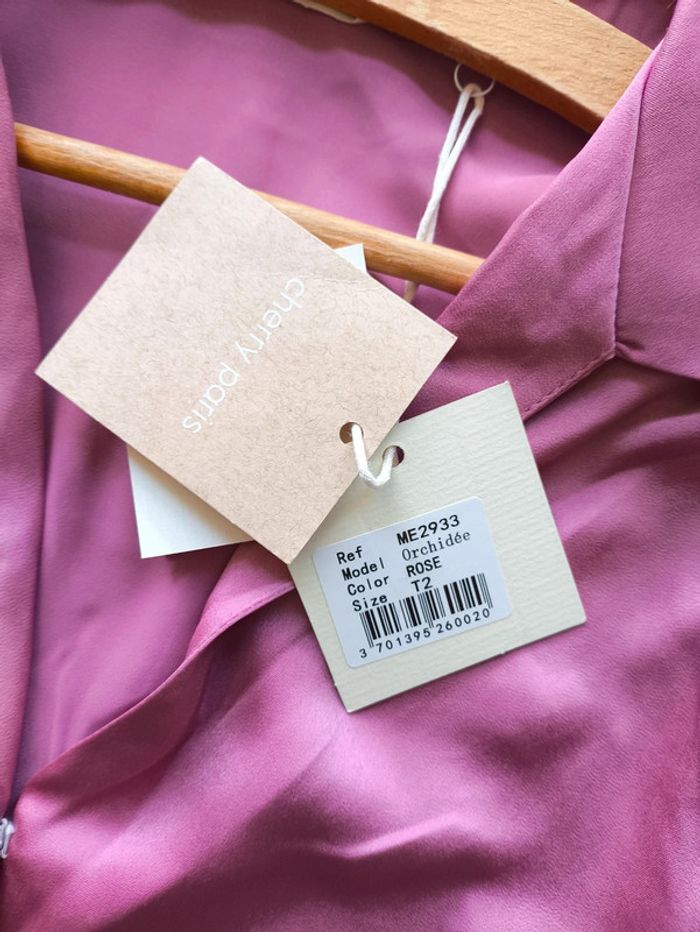 cherry paris
Ref ME2933
Model Orchidée
Color ROSE
Size T2
3 701395 260020